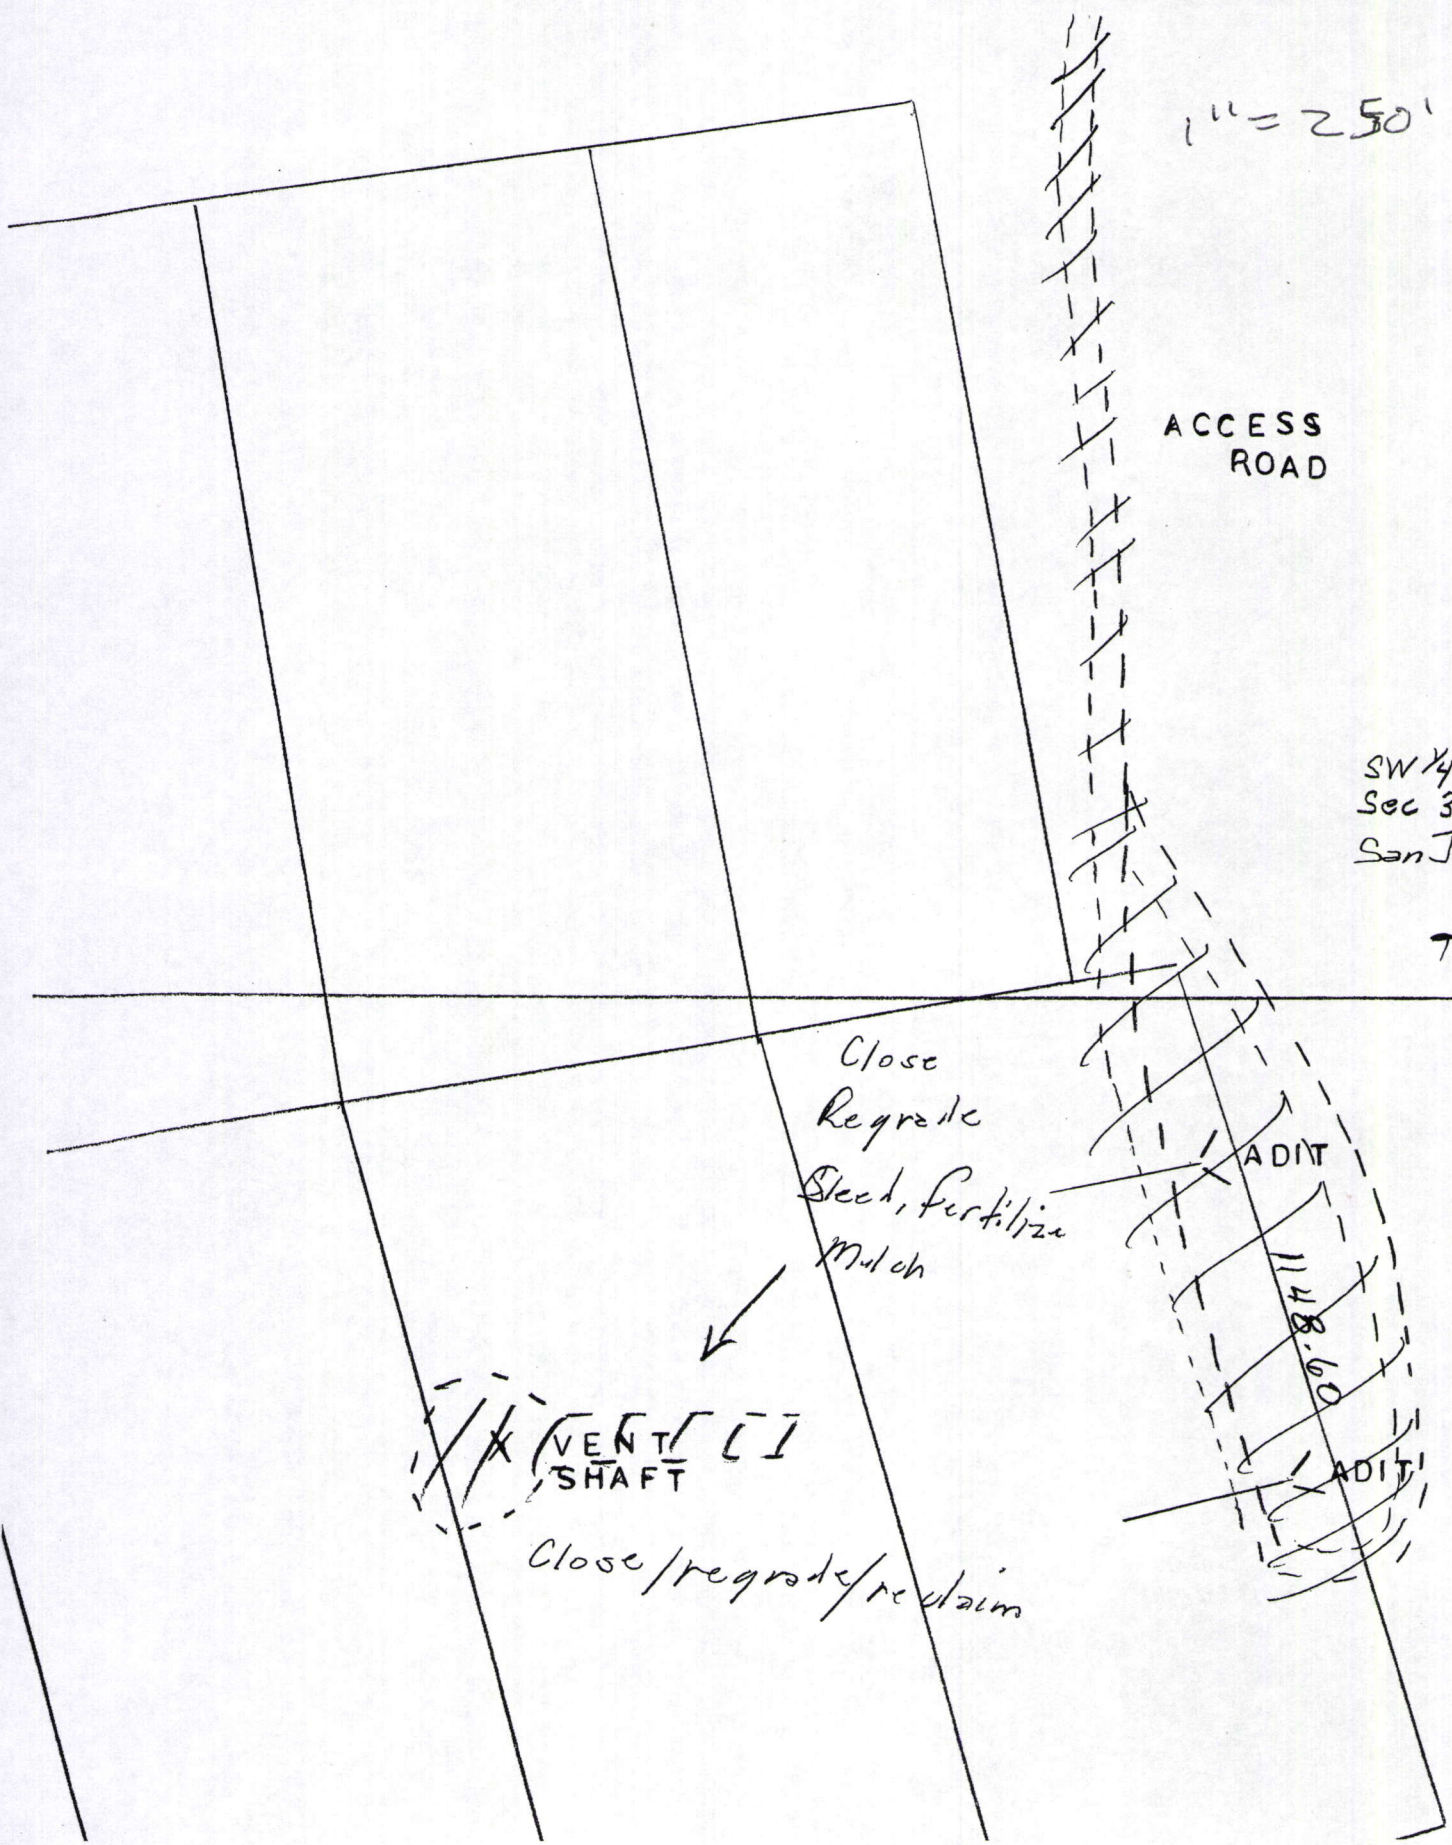 1" = 250'
ACCESS
ROAD
SW 1/4
Sec 3
San J
Close
Regrade
Seed, fertilize
Mulch
ADIT
1148.60
VENT
SHAFT
ADIT
Close/regrade/reclaim